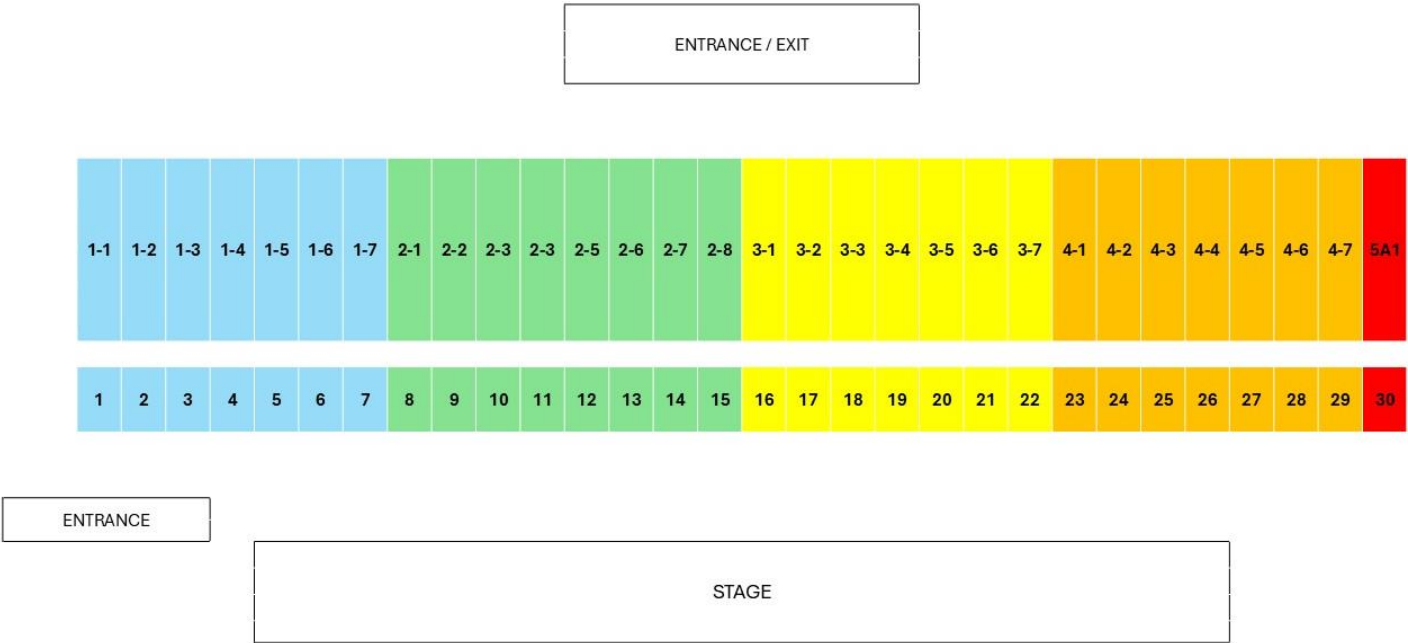 ENTRANCE / EXIT
1-1 1-2 1-3 1-4 1-5 1-6 1-7 2-1 2-2 2-3 2-3 2-5 2-6 2-7 2-8 3-1 3-2 3-3 3-4 3-5 3-6 3-7 4-1 4-2 4-3 4-4 4-5 4-6 4-7 5A1
1 2 3 4 5 6 7 8 9 10 11 12 13 14 15 16 17 18 19 20 21 22 23 24 25 26 27 28 29 30
ENTRANCE
STAGE